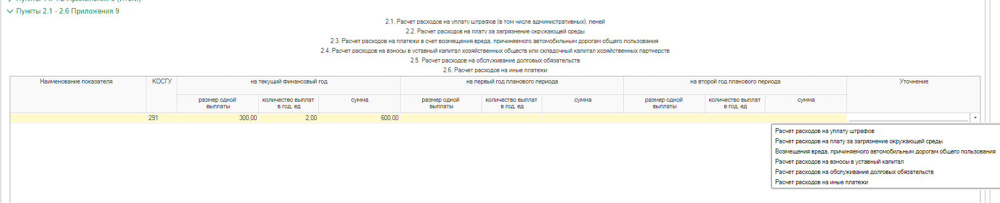 Пункты 1 и 1.2 Приложения 9 (Итоги)
Пункты 2.1 - 2.6 Приложения 9
2.1. Расчет расходов на уплату штрафов (в том числе административных), пеней
2.2. Расчет расходов на плату за загрязнение окружающей среды
2.3. Расчет расходов на платежи в счет возмещения вреда, причиняемого автомобильным дорогам общего пользования
2.4. Расчет расходов на взносы в уставный капитал хозяйственных обществ или складочный капитал хозяйственных партнерств
2.5. Расчет расходов на обслуживание долговых обязательств
2.6. Расчет расходов на иные платежи
Наименование показателя КОСГУ на текущий финансовый год на первый год планового периода на второй год планового периода Уточнение
размер одной количество выплат сумма размер одной количество выплат сумма размер одной количество выплат сумма
выплаты в год, ед выплаты в год, ед выплаты в год, ед
291 300,00 2,00 600,00
Расчет расходов на уплату штрафов
Расчет расходов на плату за загрязнение окружающей среды
Возмещения вреда, причиняемого автомобильным дорогам общего пользования
Расчет расходов на взносы в уставный капитал
Расчет расходов на обслуживание долговых обязательств
Расчет расходов на иные платежи